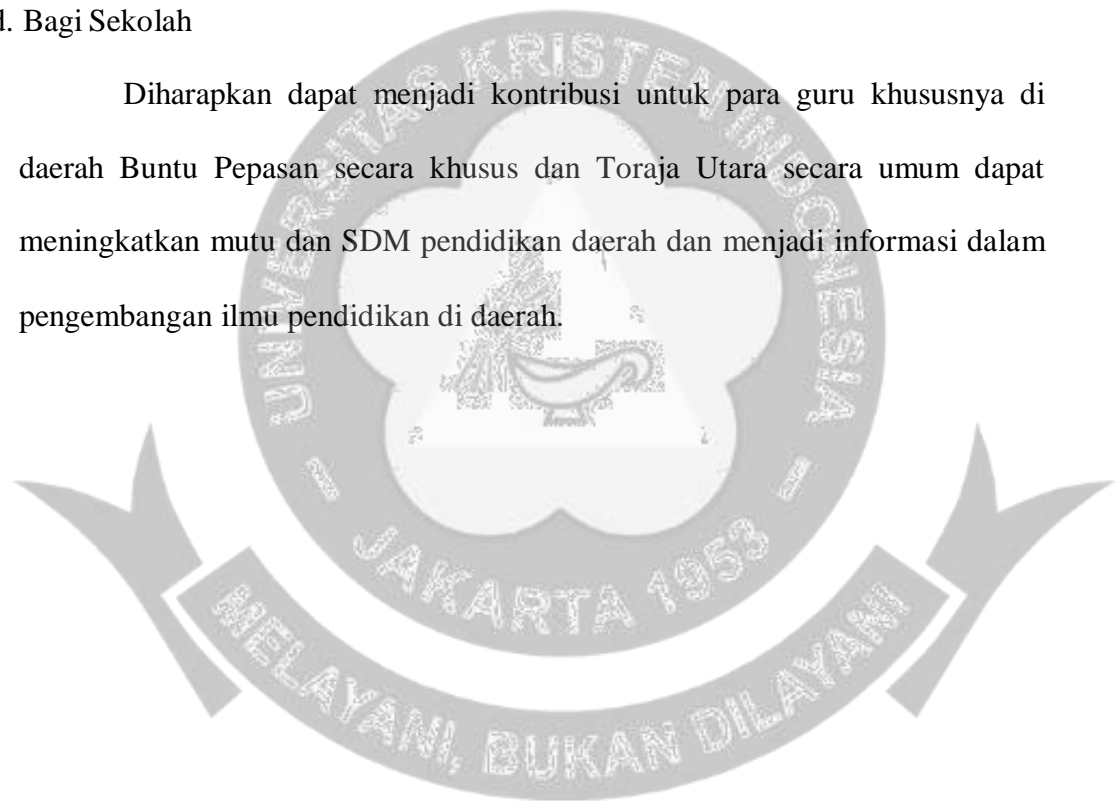 d. Bagi Sekolah
Diharapkan dapat menjadi kontribusi untuk para guru khususnya di
daerah Buntu Pepasan secara khusus dan Toraja Utara secara umum dapat
meningkatkan mutu dan SDM pendidikan daerah dan menjadi informasi dalam
pengembangan ilmu pendidikan di daerah.
UNIVERSITAS KRISTEN INDONESIA
- JAKARTA 1953 -
MELAYANI, BUKAN DILAYANI